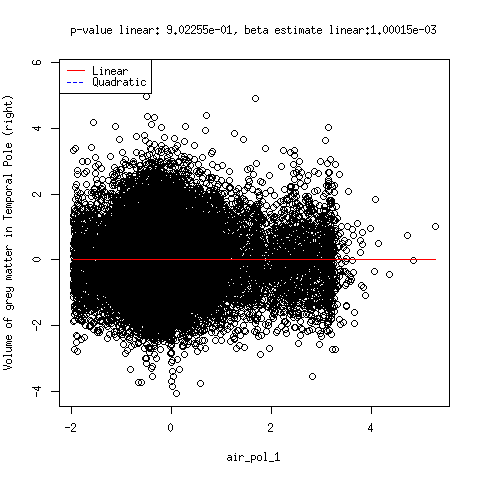 p-value linear: 9.02255e-01, beta estimate linear:1.00015e-03
Linear
Quadratic
Volume of grey matter in Temporal Pole (right)
6
4
2
0
-2
-4
-2 0 2 4
air_pol_1